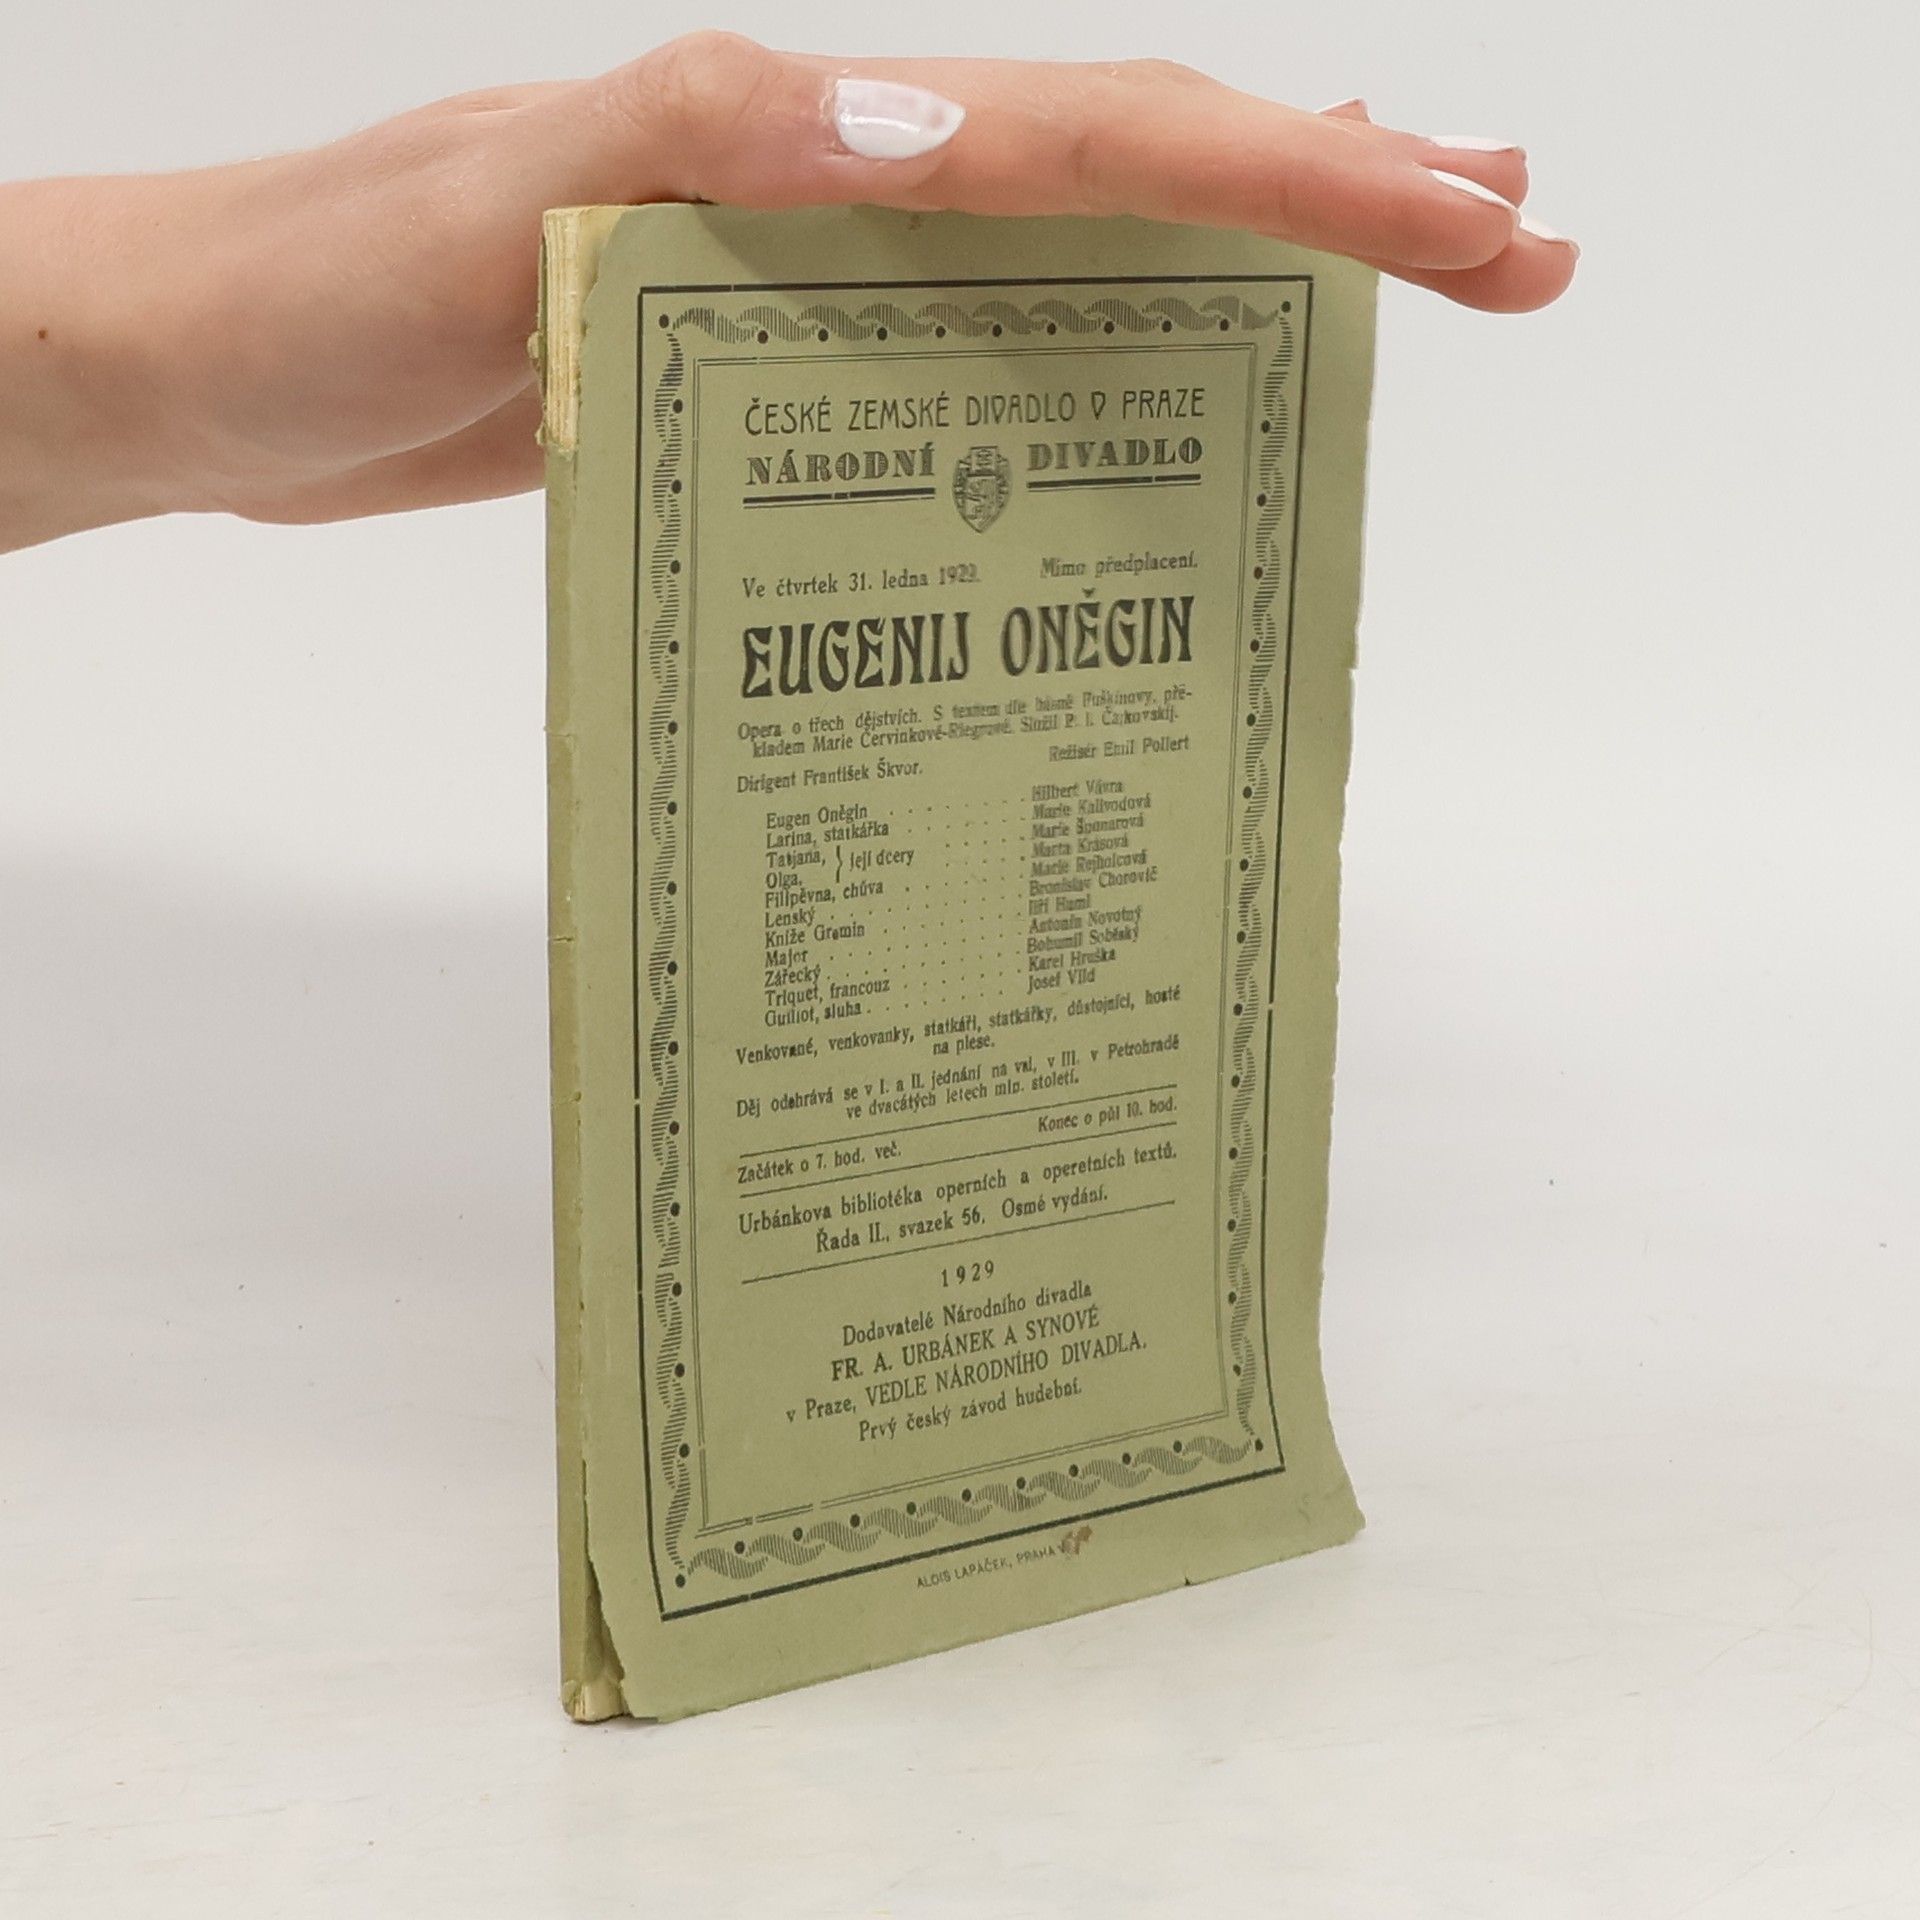 ČESKÉ ZEMSKÉ DIVADLO V PRAZE
NÁRODNÍ DIVADLO
Ve čtvrtek 31. ledna 1929. Mimo předplacení.
EUGENIJ ONĚGIN
Opera o třech dějstvích. S textem dle básně Puškinovy, pře-
kladem Marie Červinkové-Riegrové. Složil P. I. Čajkovskij.
Dirigent František Škvor. Režisér Emil Pollert
Eugen Oněgin . . . . . . . Hilbert Vávra
Larina, statkářka . . . . . . Marie Kalivodová
Tatjana, } její dcery . . . . Marie Šponarová
Olga, Marta Krásová
Filipěvna, chůva . . . . . . Marie Rejholcová
Lenský . . . . . . . . . Bronislav Chorovič
Kníže Gremin . . . . . . . Jiří Huml
Major . . . . . . . . . Antonín Novotný
Zářecký . . . . . . . . . Bohumil Soběský
Triquet, francouz . . . . . . Karel Hruška
Guillot, sluha . . . . . . . Josef Vlld
Venkované, venkovanky, statkáři, statkářky, důstojníci, hosté
na plese.
Děj odehrává se v I. a II. jednání na vsi, v III. v Petrohradě
ve dvacátých letech min. století.
Začátek o 7. hod. več. Konec o půl 10. hod.
Urbánkova bibliotéka operních a operetních textů.
Řada II., svazek 56. Osmé vydání.
1929
Dodavatelé Národního divadla
FR. A. URBÁNEK A SYNOVÉ
v Praze, VEDLE NÁRODNÍHO DIVADLA.
Prvý český závod hudební.
ALOIS LAPÁČEK, PRAHA